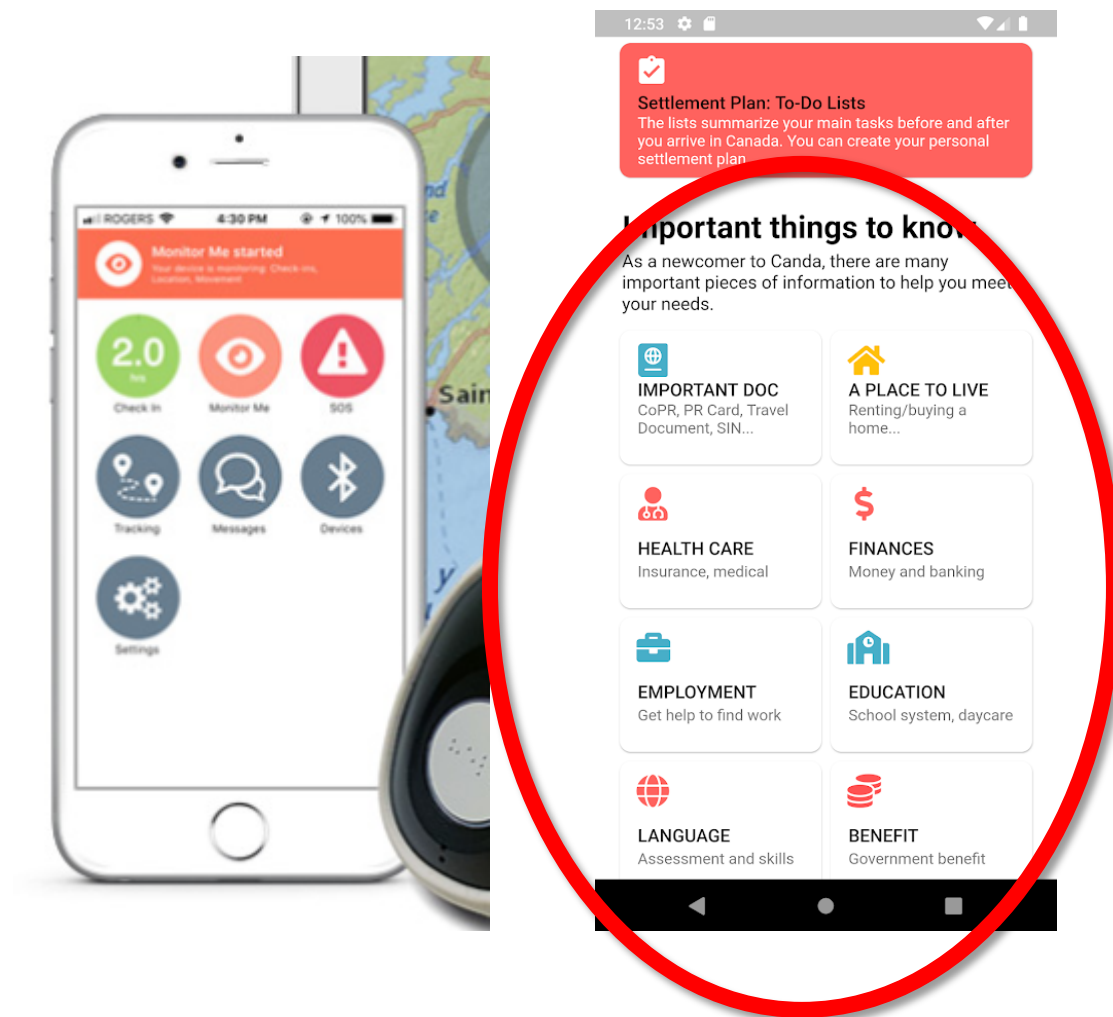 ROGERS 4:30 PM 100%
Monitor Me started
Your device is monitoring: Check-ins,
Location, Movement
2.0
hrs
Check In Monitor Me SOS
Tracking Messages Devices
Settings
Sain
12:53
Settlement Plan: To-Do Lists
The lists summarize your main tasks before and after
you arrive in Canada. You can create your personal
settlement plan
Important things to know
As a newcomer to Canda, there are many
important pieces of information to help you meet
your needs.
IMPORTANT DOC
CoPR, PR Card, Travel
Document, SIN...
A PLACE TO LIVE
Renting/buying a
home...
HEALTH CARE
Insurance, medical
FINANCES
Money and banking
EMPLOYMENT
Get help to find work
EDUCATION
School system, daycare
LANGUAGE
Assessment and skills
BENEFIT
Government benefit